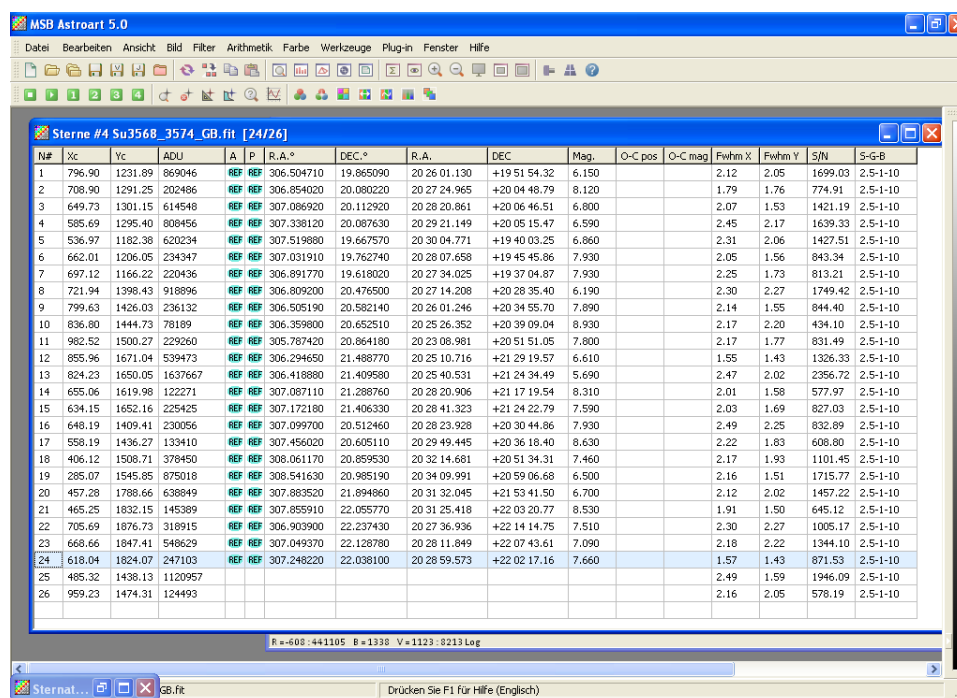 MSB Astroart 5.0
Datei Bearbeiten Ansicht Bild Filter Arithmetik Farbe Werkzeuge Plug-in Fenster Hilfe
1 2 3 4
Sterne #4 Su3568_3574_GB.fit [24/26]
N# Xc Yc ADU A P R.A.° DEC.° R.A. DEC Mag. O-C pos O-C mag Fwhm X Fwhm Y S/N S-G-B
1 796.90 1231.89 869046 REF REF 306.504710 19.865090 20 26 01.130 +19 51 54.32 6.150 2.12 2.05 1699.03 2.5-1-10
2 708.90 1291.25 202486 REF REF 306.854020 20.080220 20 27 24.965 +20 04 48.79 8.120 1.79 1.76 774.91 2.5-1-10
3 649.73 1301.15 614548 REF REF 307.086920 20.112920 20 28 20.861 +20 06 46.51 6.800 2.07 1.53 1421.19 2.5-1-10
4 585.69 1295.40 808456 REF REF 307.338120 20.087630 20 29 21.149 +20 05 15.47 6.590 2.45 2.17 1639.33 2.5-1-10
5 536.97 1182.38 620234 REF REF 307.519880 19.667570 20 30 04.771 +19 40 03.25 6.860 2.31 2.06 1427.51 2.5-1-10
6 662.01 1206.05 234347 REF REF 307.031910 19.762740 20 28 07.658 +19 45 45.86 7.930 2.05 1.56 843.34 2.5-1-10
7 697.12 1166.22 220436 REF REF 306.891770 19.618020 20 27 34.025 +19 37 04.87 7.930 2.25 1.73 813.21 2.5-1-10
8 721.94 1398.43 918896 REF REF 306.809200 20.476500 20 27 14.208 +20 28 35.40 6.190 2.30 2.27 1749.42 2.5-1-10
9 799.63 1426.03 236132 REF REF 306.505190 20.582140 20 26 01.246 +20 34 55.70 7.890 2.14 1.55 844.40 2.5-1-10
10 836.80 1444.73 78189 REF REF 306.359800 20.652510 20 25 26.352 +20 39 09.04 8.930 2.17 2.20 434.10 2.5-1-10
11 982.52 1500.27 229260 REF REF 305.787420 20.864180 20 23 08.981 +20 51 51.05 7.800 2.17 1.77 831.49 2.5-1-10
12 855.96 1671.04 539473 REF REF 306.294650 21.488770 20 25 10.716 +21 29 19.57 6.610 1.55 1.43 1326.33 2.5-1-10
13 824.23 1650.05 1637667 REF REF 306.418880 21.409580 20 25 40.531 +21 24 34.49 5.690 2.47 2.02 2356.72 2.5-1-10
14 655.06 1619.98 122271 REF REF 307.087110 21.288760 20 28 20.906 +21 17 19.54 8.310 2.01 1.58 577.97 2.5-1-10
15 634.15 1652.16 225425 REF REF 307.172180 21.406330 20 28 41.323 +21 24 22.79 7.590 2.03 1.69 827.03 2.5-1-10
16 648.19 1409.41 230056 REF REF 307.099700 20.512460 20 28 23.928 +20 30 44.86 7.930 2.49 2.25 832.89 2.5-1-10
17 558.19 1436.27 133410 REF REF 307.456020 20.605110 20 29 49.445 +20 36 18.40 8.630 2.22 1.83 608.80 2.5-1-10
18 406.12 1508.71 378450 REF REF 308.061170 20.859530 20 32 14.681 +20 51 34.31 7.460 2.17 1.93 1101.45 2.5-1-10
19 285.07 1545.85 875018 REF REF 308.541630 20.985190 20 34 09.991 +20 59 06.68 6.500 2.16 1.51 1715.77 2.5-1-10
20 457.28 1788.66 638849 REF REF 307.883520 21.894860 20 31 32.045 +21 53 41.50 6.700 2.12 2.02 1457.22 2.5-1-10
21 465.25 1832.15 145389 REF REF 307.855910 22.055770 20 31 25.418 +22 03 20.77 8.530 1.91 1.50 645.12 2.5-1-10
22 705.69 1876.73 318915 REF REF 306.903900 22.237430 20 27 36.936 +22 14 14.75 7.510 2.30 2.27 1005.17 2.5-1-10
23 668.66 1847.41 548629 REF REF 307.049370 22.128780 20 28 11.849 +22 07 43.61 7.090 2.18 2.22 1344.10 2.5-1-10
24 618.04 1824.07 247103 REF REF 307.248220 22.038100 20 28 59.573 +22 02 17.16 7.660 1.57 1.43 871.53 2.5-1-10
25 485.32 1438.13 1120957 2.49 1.59 1946.09 2.5-1-10
26 959.23 1474.31 124493 2.16 2.05 578.19 2.5-1-10
R=-608:441105 B=1338 V=1123:8213 Log
Sternat... GB.fit Drücken Sie F1 für Hilfe (Englisch)